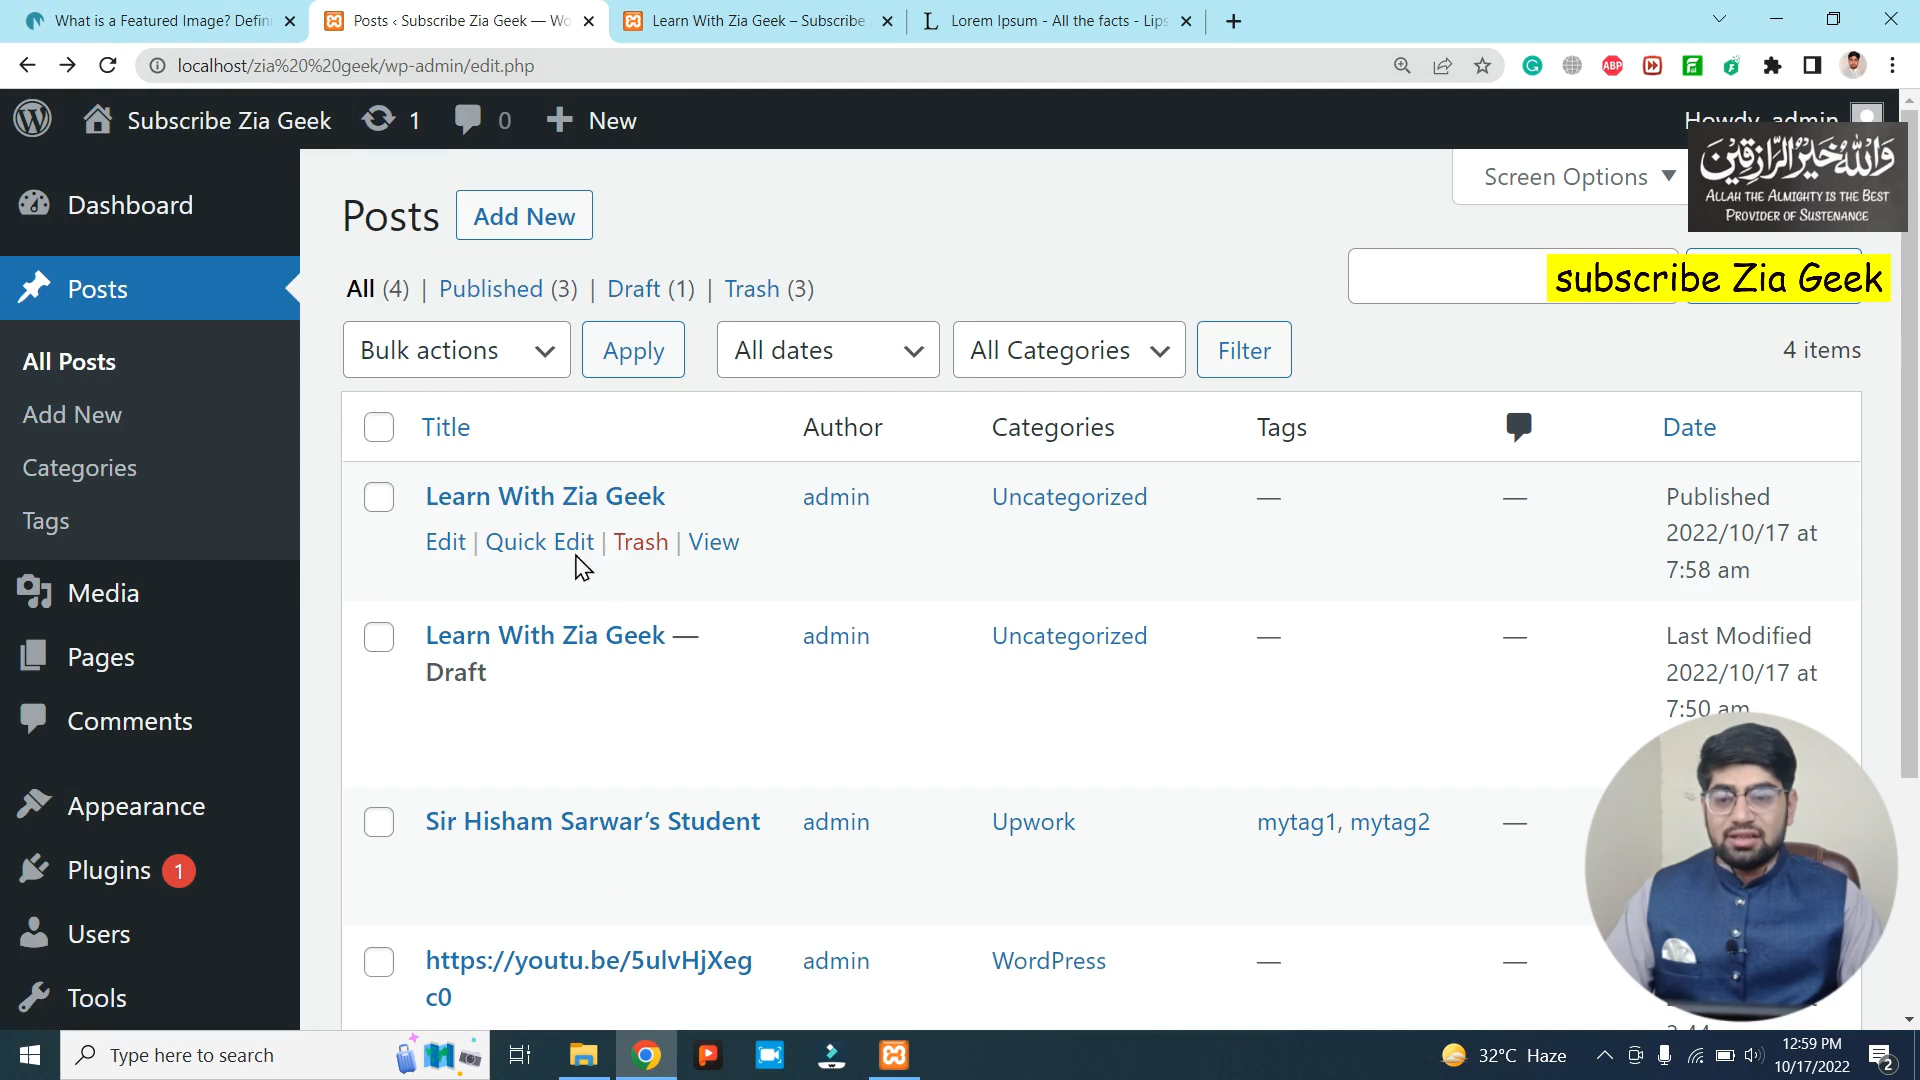 What is a Featured Image? Defini
Posts ‹ Subscribe Zia Geek — Wo
Learn With Zia Geek – Subscribe
Lorem Ipsum - All the facts - Lips
localhost/zia%20%20geek/wp-admin/edit.php
ABP
Subscribe Zia Geek
1
0
New
Howdy, admin
وَاللّٰهُ خَيْرُ الرَّازِقِينَ
ALLAH THE ALMIGHTY IS THE BEST
PROVIDER OF SUSTENANCE
Screen Options
Dashboard
Posts
All Posts
Add New
Categories
Tags
Media
Pages
Comments
Appearance
Plugins 1
Users
Tools
Posts
Add New
subscribe Zia Geek
All (4) | Published (3) | Draft (1) | Trash (3)
Bulk actions
Apply
All dates
All Categories
Filter
4 items
Title Author Categories Tags Date
Learn With Zia Geek admin Uncategorized — — Published
2022/10/17 at
7:58 am
Edit | Quick Edit | Trash | View
Learn With Zia Geek —
Draft
admin Uncategorized — — Last Modified
2022/10/17 at
7:50 am
Sir Hisham Sarwar’s Student admin Upwork mytag1, mytag2 —
https://youtu.be/5ulvHjXeg
c0
admin WordPress — —
Type here to search
32°C Haze
12:59 PM
10/17/2022
2